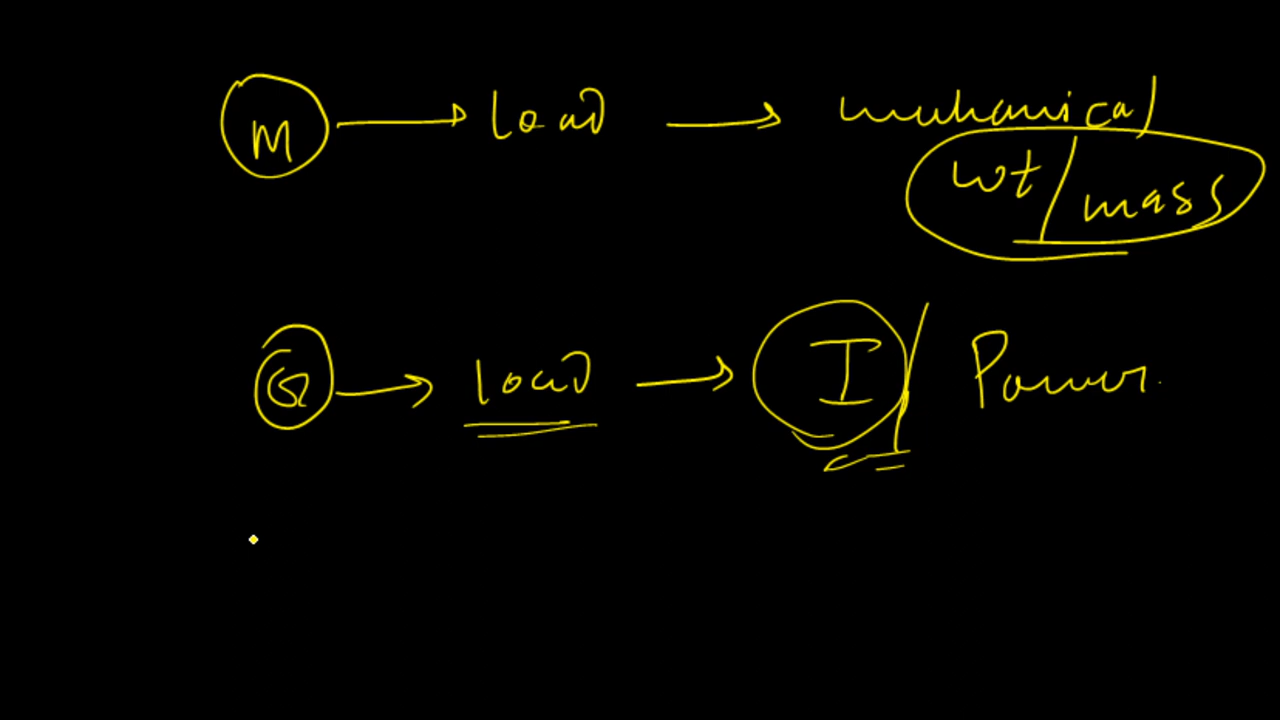 M → load → mechanical
wt / mass
G → load → I / Power